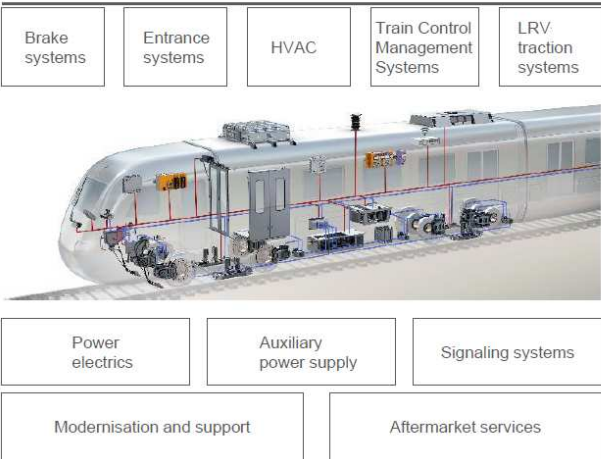 Brake
systems
Entrance
systems
HVAC
Train Control
Management
Systems
LRV
traction
systems
Power
electrics
Auxiliary
power supply
Signaling systems
Modernisation and support
Aftermarket services